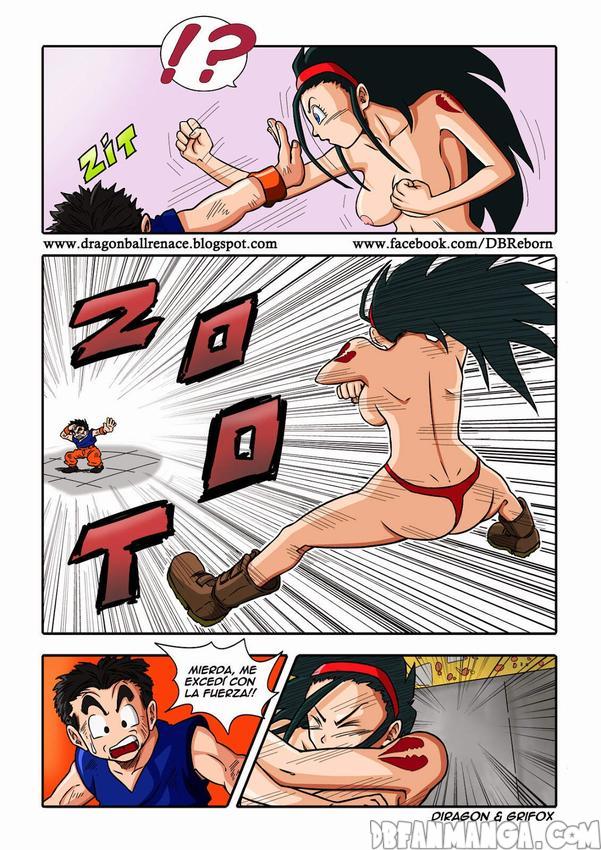 !?
ZIT
www.dragonballrenace.blogspot.com
www.facebook.com/DBReborn
ZOOT
MIERDA, ME
EXCEDÍ CON
LA FUERZA!!
DIRAGON & GRIFOX
DBFANMANGA.COM